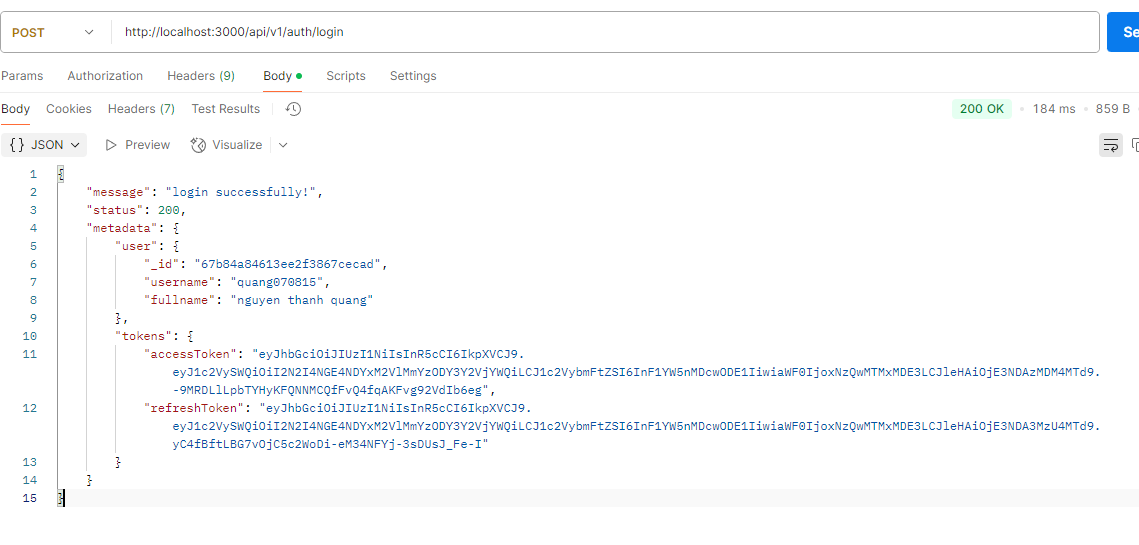 POST http://localhost:3000/api/v1/auth/login Se
Params Authorization Headers (9) Body Scripts Settings
Body Cookies Headers (7) Test Results 200 OK 184 ms 859 B
{} JSON Preview Visualize
1 {
2 "message": "login successfully!",
3 "status": 200,
4 "metadata": {
5 "user": {
6 "_id": "67b84a84613ee2f3867cecad",
7 "username": "quang070815",
8 "fullname": "nguyen thanh quang"
9 },
10 "tokens": {
11 "accessToken": "eyJhbGciOiJIUzI1NiIsInR5cCI6IkpXVCJ9.
eyJ1c2VySWQiOiI2N2I4NGE4NDYxM2VlMmYzODY3Y2VjYWQiLCJ1c2VybmFtZSI6InF1YW5nMDcwODE1IiwiaWF0IjoxNzQwMTMxMDE3LCJleHAiOjE3NDAzMDM4MTd9.
-9MRDLlLpbTYHyKFQNNMCQfFvQ4fqAKFvg92VdIb6eg",
12 "refreshToken": "eyJhbGciOiJIUzI1NiIsInR5cCI6IkpXVCJ9.
eyJ1c2VySWQiOiI2N2I4NGE4NDYxM2VlMmYzODY3Y2VjYWQiLCJ1c2VybmFtZSI6InF1YW5nMDcwODE1IiwiaWF0IjoxNzQwMTMxMDE3LCJleHAiOjE3NDA3MzU4MTd9.
yC4fBftLBG7vOjC5c2WoDi-eM34NFYj-3sDUsJ_Fe-I"
13 }
14 }
15 }